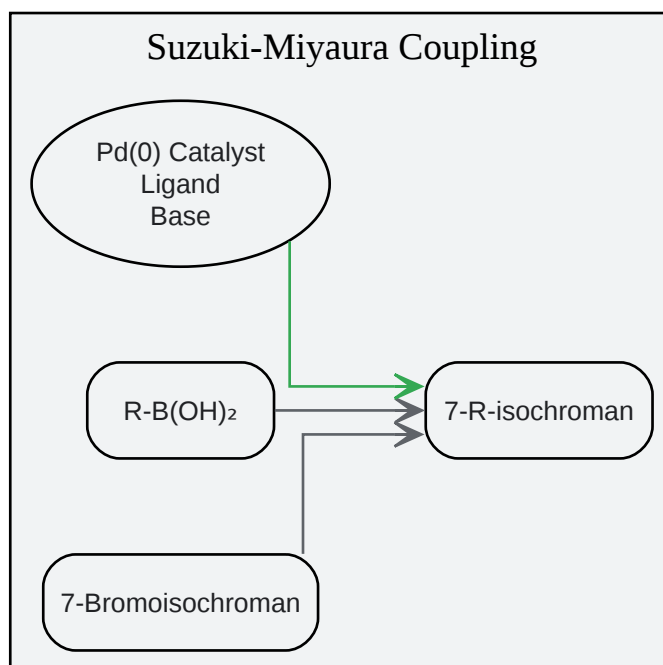 Suzuki-Miyaura Coupling
Pd(0) Catalyst
Ligand
Base
R-B(OH)₂
7-R-isochroman
7-Bromoisochroman